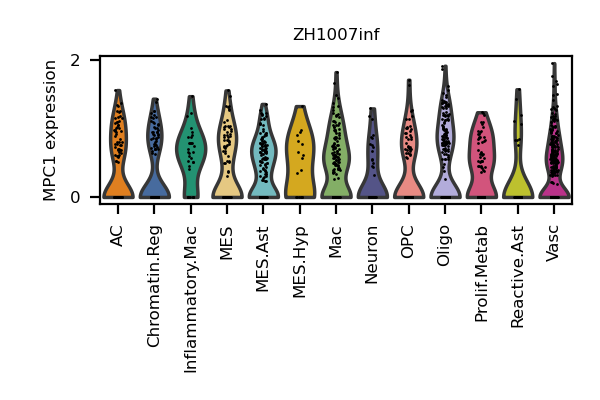 ZH1007inf
MPC1 expression
2
0
AC
Chromatin.Reg
Inflammatory.Mac
MES
MES.Ast
MES.Hyp
Mac
Neuron
OPC
Oligo
Prolif.Metab
Reactive.Ast
Vasc